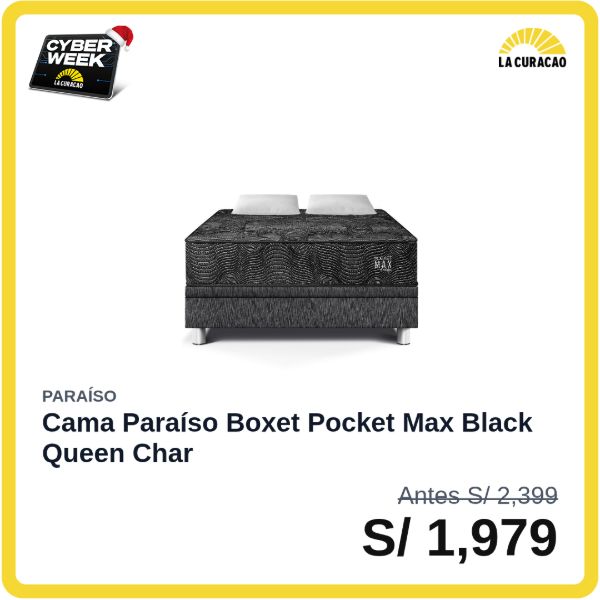 CYBER
WEEK
LA CURACAO
LA CURACAO
MAX
PARAÍSO
Cama Paraíso Boxet Pocket Max Black
Queen Char
Antes S/ 2,399
S/ 1,979